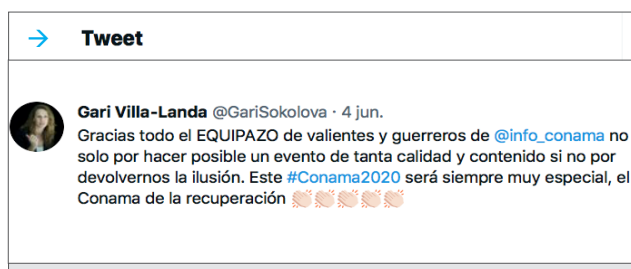 → Tweet
Gari Villa-Landa @GariSokolova · 4 jun.
Gracias todo el EQUIPAZO de valientes y guerreros de @info_conama no
solo por hacer posible un evento de tanta calidad y contenido si no por
devolvernos la ilusión. Este #Conama2020 será siempre muy especial, el
Conama de la recuperación 👏🏻👏🏻👏🏻👏🏻👏🏻